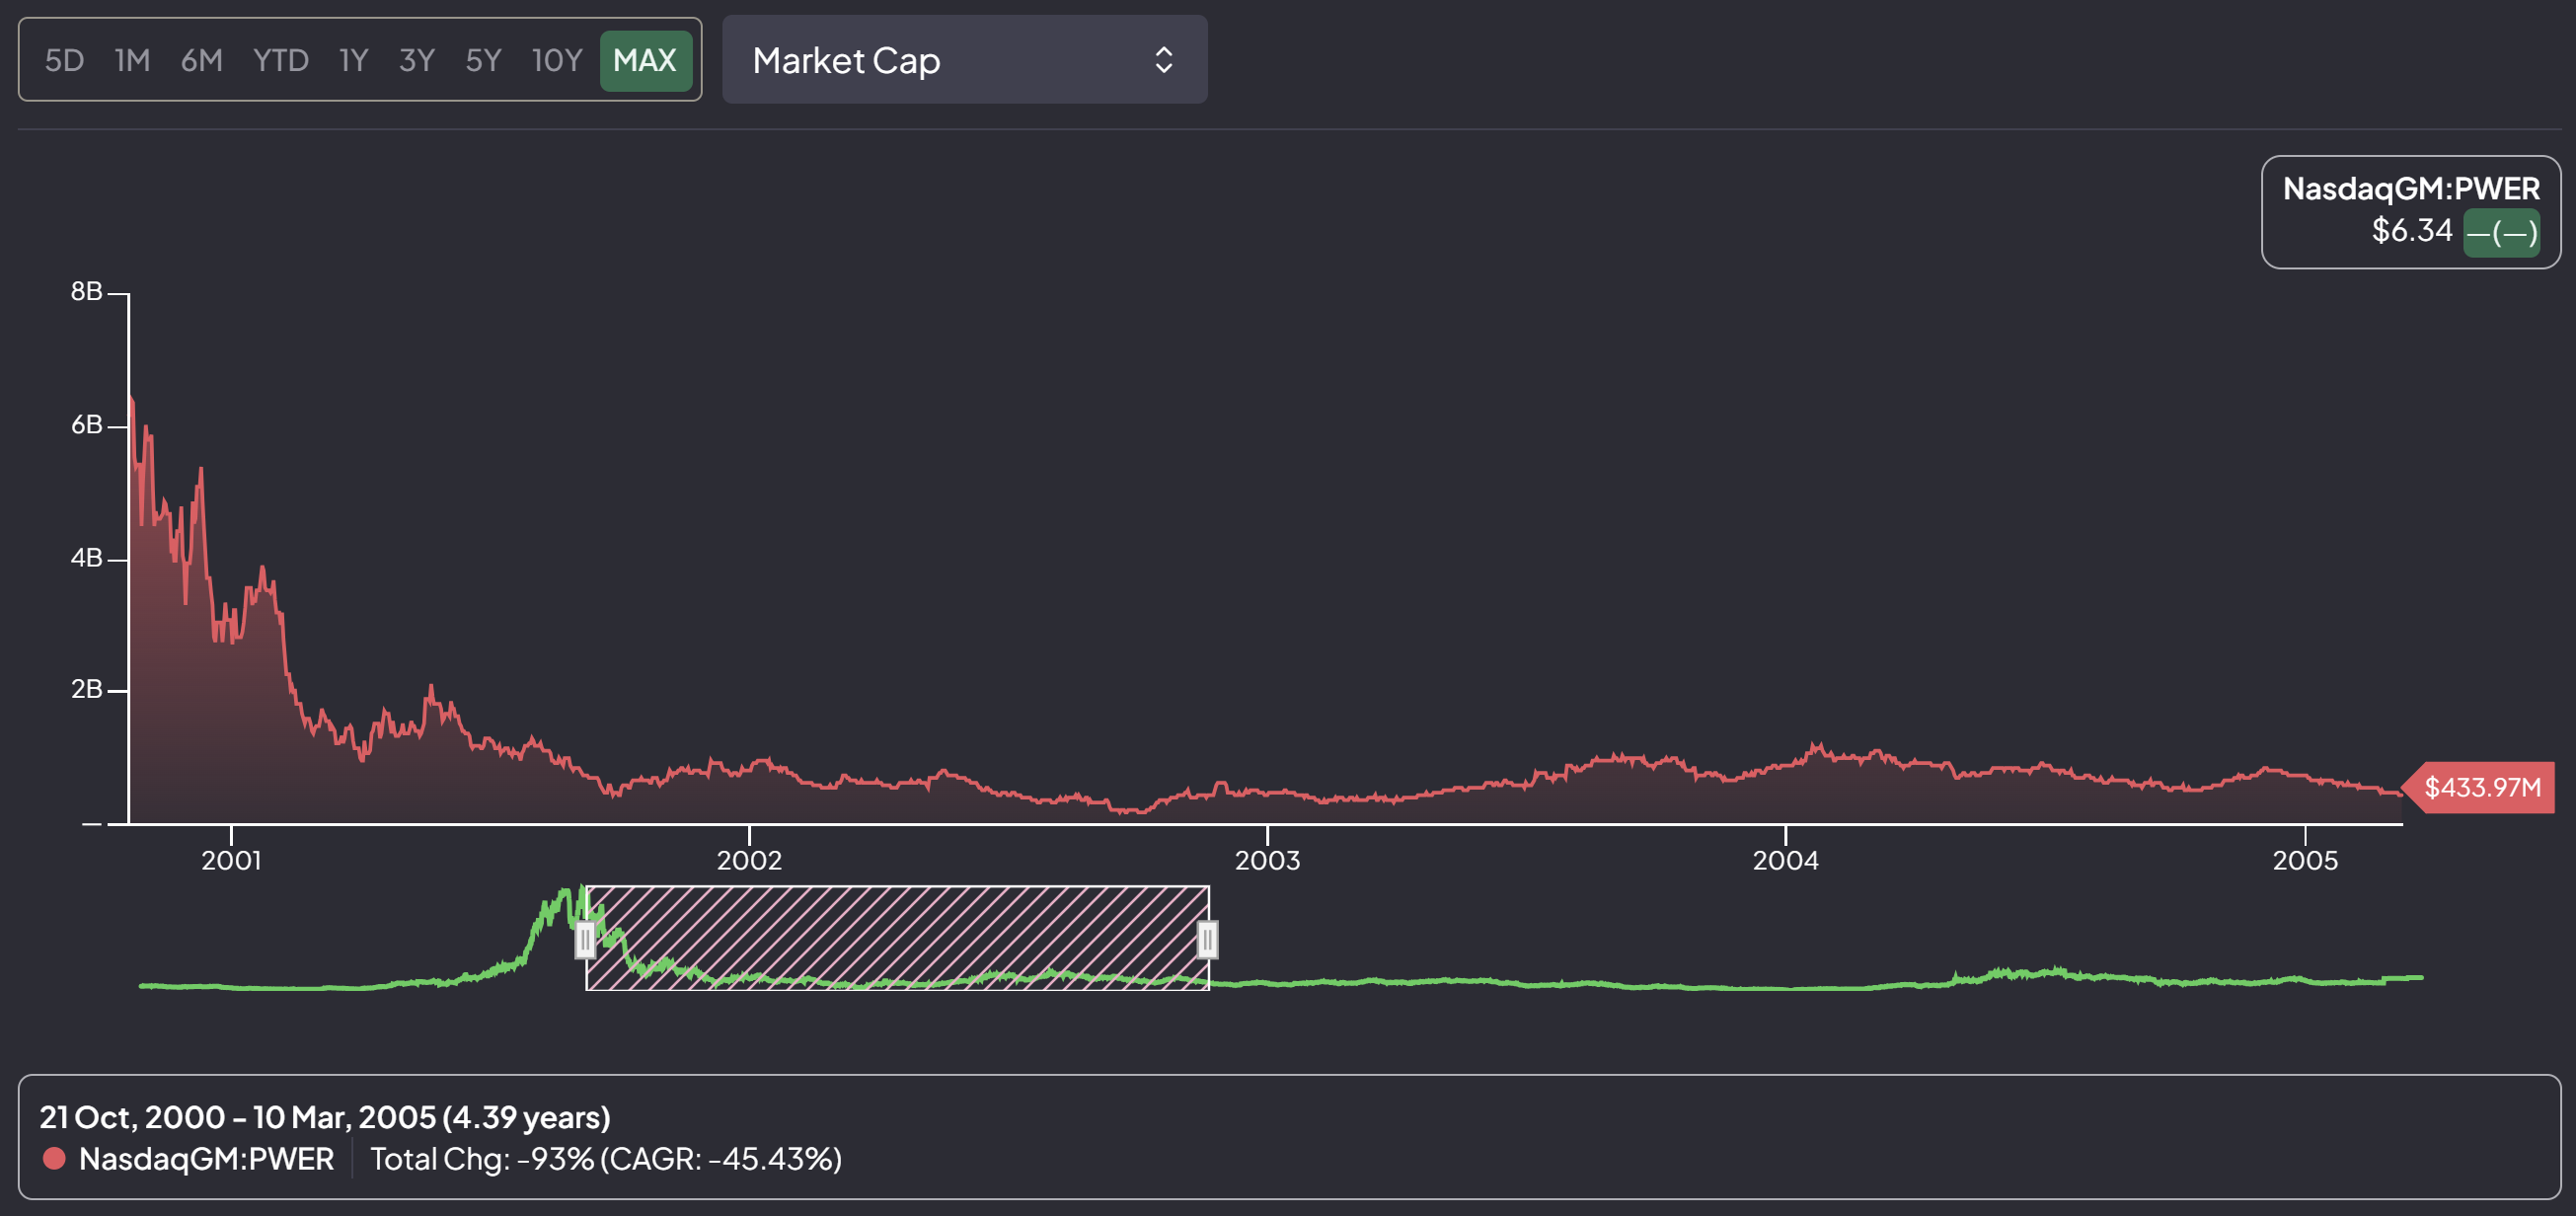 5D 1M 6M YTD 1Y 3Y 5Y 10Y MAX Market Cap
NasdaqGM:PWER
$6.34 —(—)
8B
6B
4B
2B
—
$433.97M
2001 2002 2003 2004 2005
21 Oct, 2000 - 10 Mar, 2005 (4.39 years)
NasdaqGM:PWER Total Chg: -93% (CAGR: -45.43%)